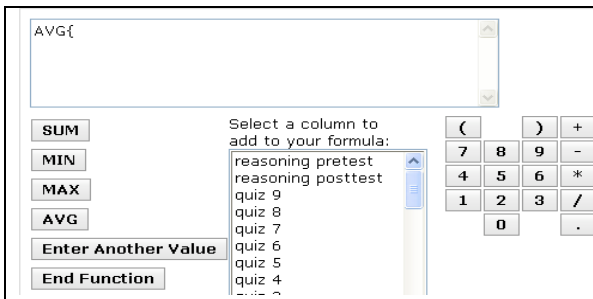 AVG{
SUM
MIN
MAX
AVG
Enter Another Value
End Function
Select a column to
add to your formula:
reasoning pretest
reasoning posttest
quiz 9
quiz 8
quiz 7
quiz 6
quiz 5
quiz 4
( ) +
7 8 9 -
4 5 6 *
1 2 3 /
0 .